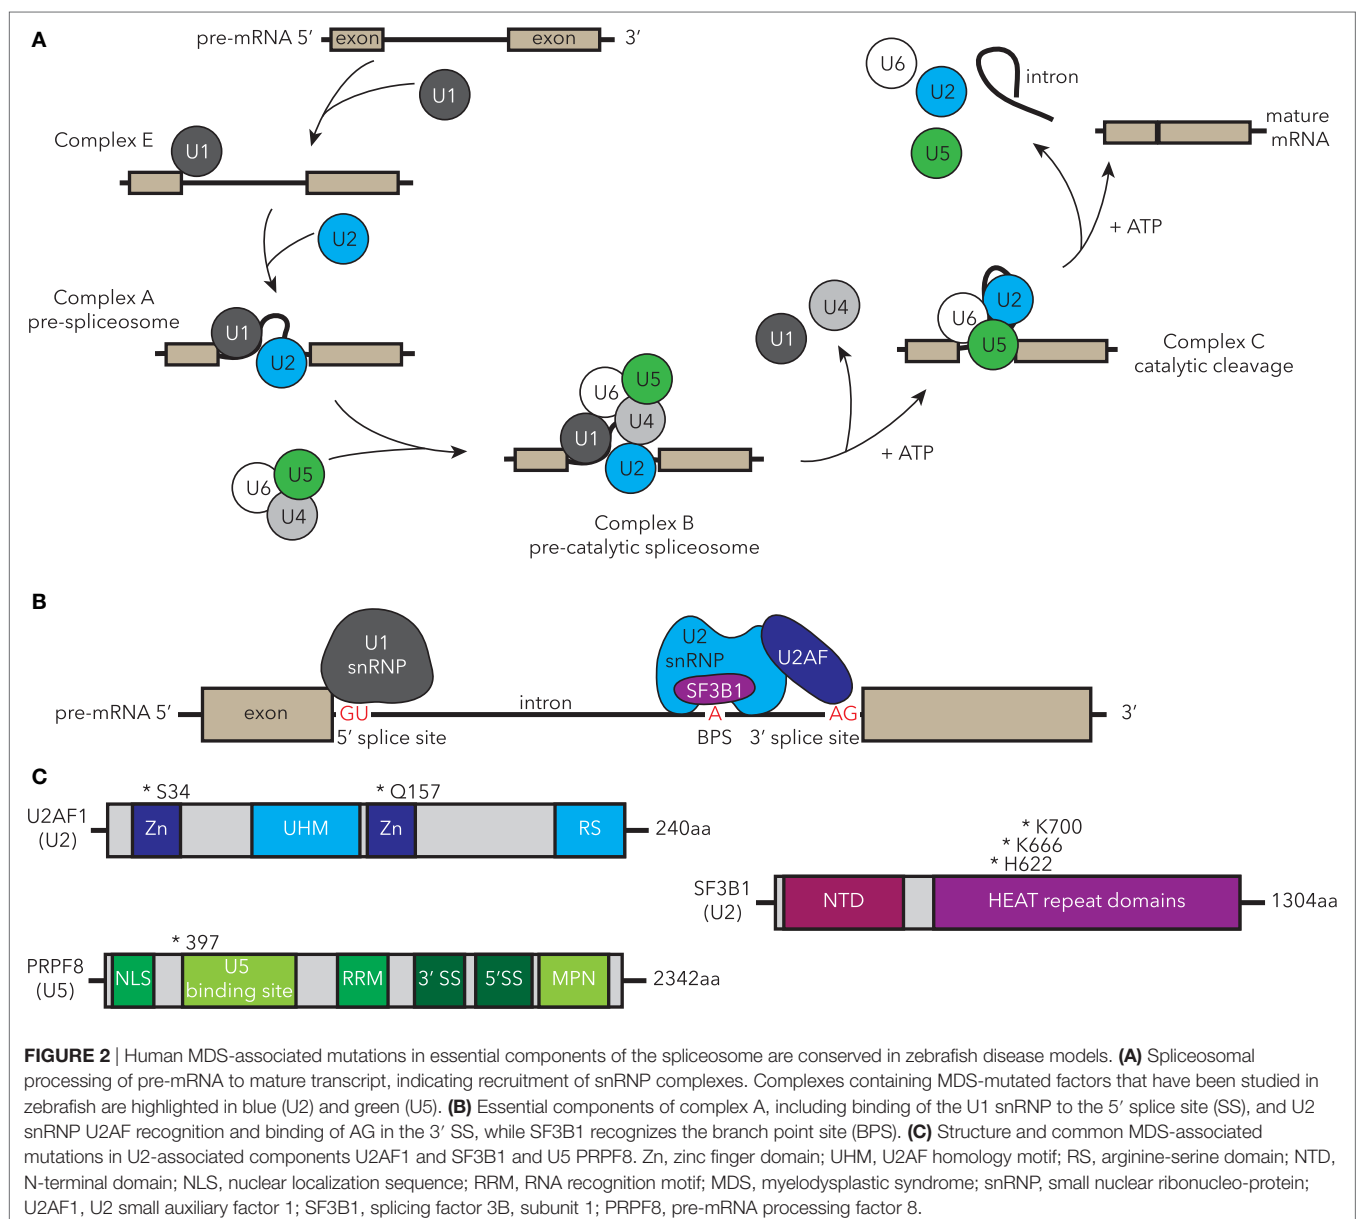 A
pre-mRNA 5′ exon exon 3′
U1
Complex E
U1
U2
Complex A
pre-spliceosome
U1
U2
U6
U5
U4
U6
U5
U4
U1
U2
Complex B
pre-catalytic spliceosome
U1
U4
+ ATP
U6
U2
U5
Complex C
catalytic cleavage
+ ATP
U6
U2
U5
intron
mature
mRNA
B
pre-mRNA 5′
exon
U1
snRNP
GU
5′ splice site
intron
U2
snRNP
SF3B1
U2AF
A
BPS
AG
3′ splice site
3′
C
U2AF1
(U2)
* S34
* Q157
Zn
UHM
Zn
RS
240aa
SF3B1
(U2)
* K700
* K666
* H622
NTD
HEAT repeat domains
1304aa
PRPF8
(U5)
* 397
NLS
U5
binding site
RRM
3′ SS
5′SS
MPN
2342aa
FIGURE 2 | Human MDS-associated mutations in essential components of the spliceosome are conserved in zebrafish disease models. (A) Spliceosomal
processing of pre-mRNA to mature transcript, indicating recruitment of snRNP complexes. Complexes containing MDS-mutated factors that have been studied in
zebrafish are highlighted in blue (U2) and green (U5). (B) Essential components of complex A, including binding of the U1 snRNP to the 5′ splice site (SS), and U2
snRNP U2AF recognition and binding of AG in the 3′ SS, while SF3B1 recognizes the branch point site (BPS). (C) Structure and common MDS-associated
mutations in U2-associated components U2AF1 and SF3B1 and U5 PRPF8. Zn, zinc finger domain; UHM, U2AF homology motif; RS, arginine-serine domain; NTD,
N-terminal domain; NLS, nuclear localization sequence; RRM, RNA recognition motif; MDS, myelodysplastic syndrome; snRNP, small nuclear ribonucleo-protein;
U2AF1, U2 small auxiliary factor 1; SF3B1, splicing factor 3B, subunit 1; PRPF8, pre-mRNA processing factor 8.